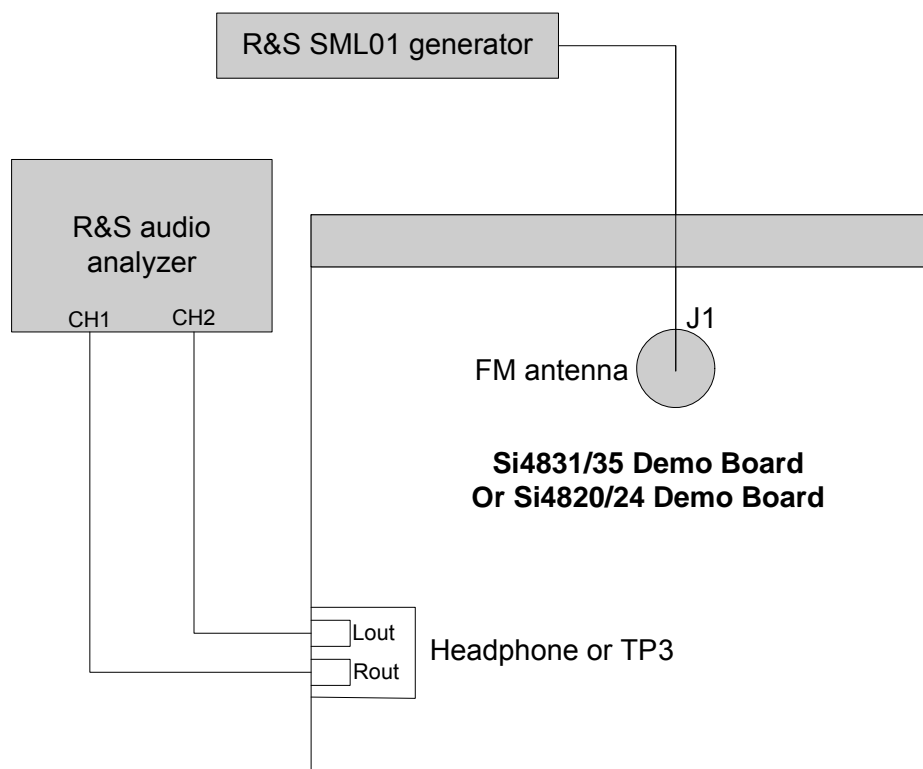 R&S SML01 generator
R&S audio
analyzer
CH1
CH2
J1
FM antenna
Si4831/35 Demo Board
Or Si4820/24 Demo Board
Lout
Headphone or TP3
Rout